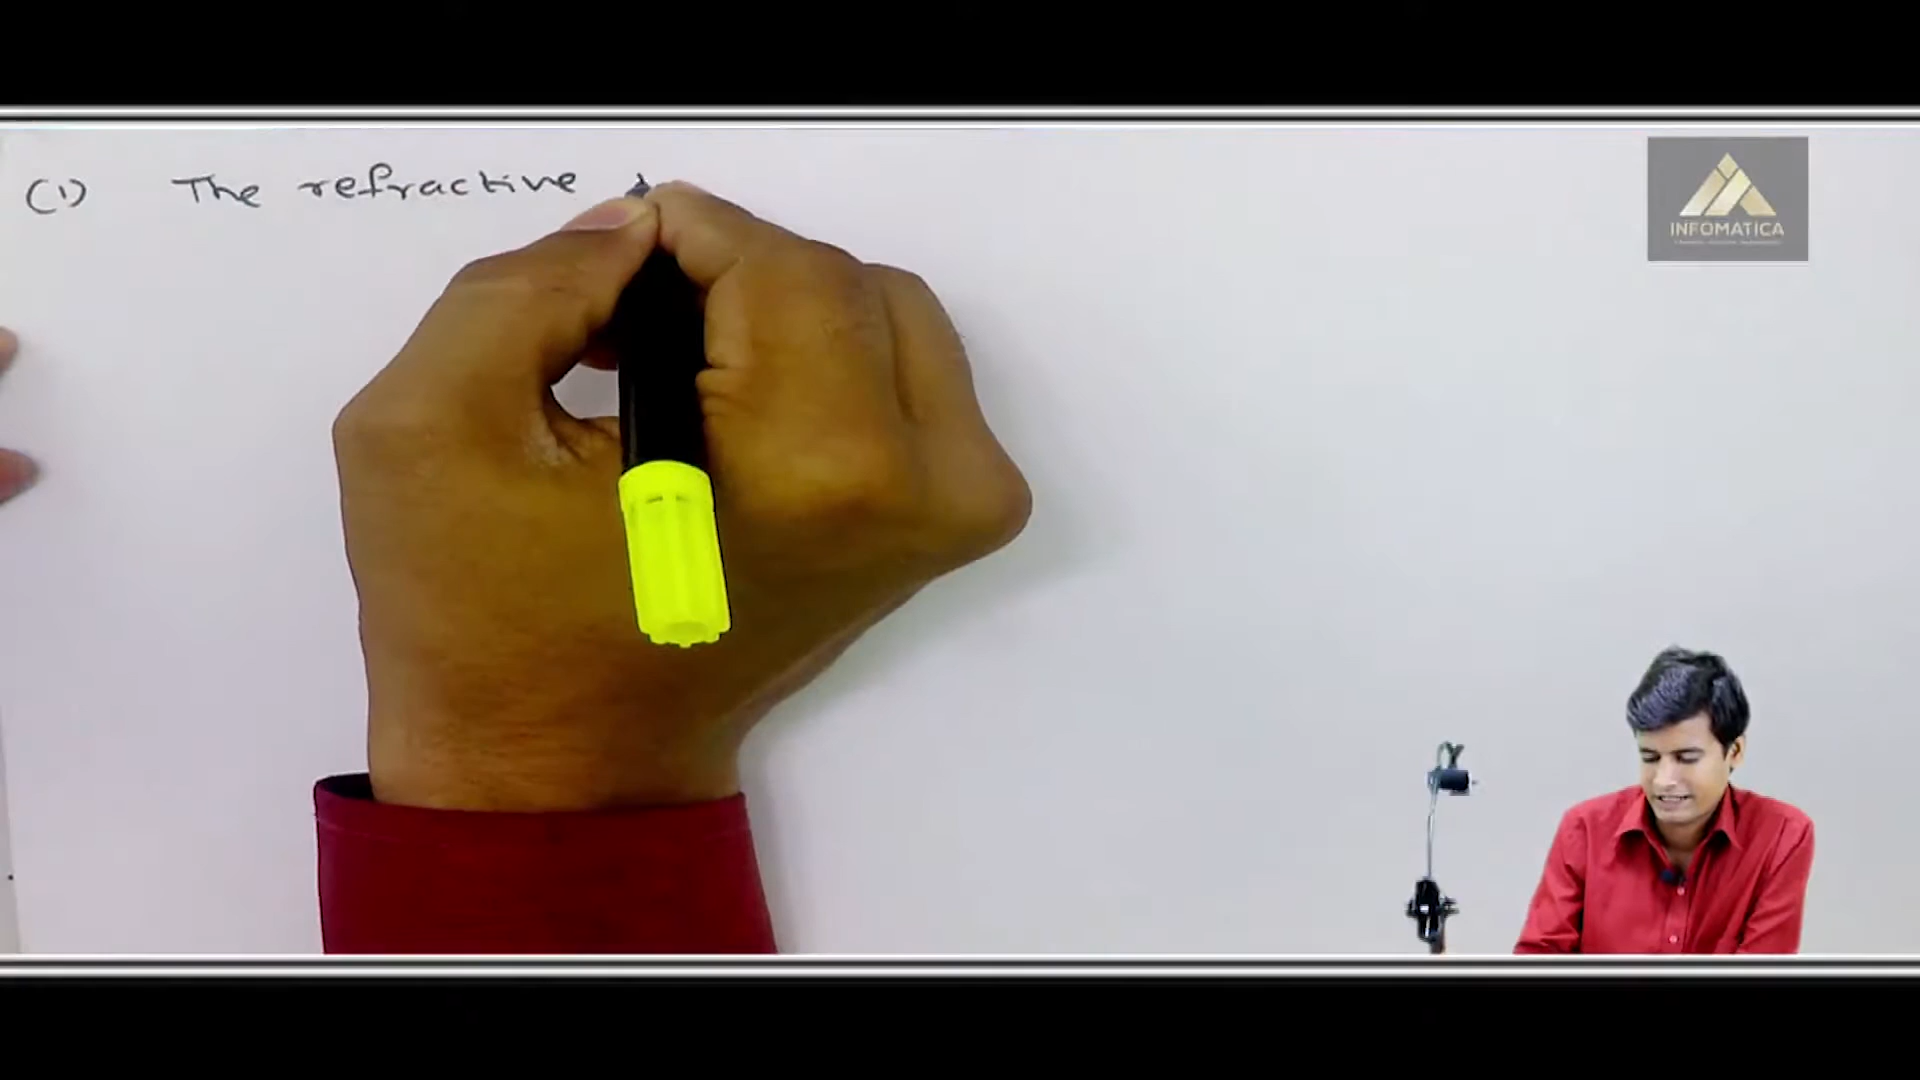 (1) The refractive
INFOMATICA